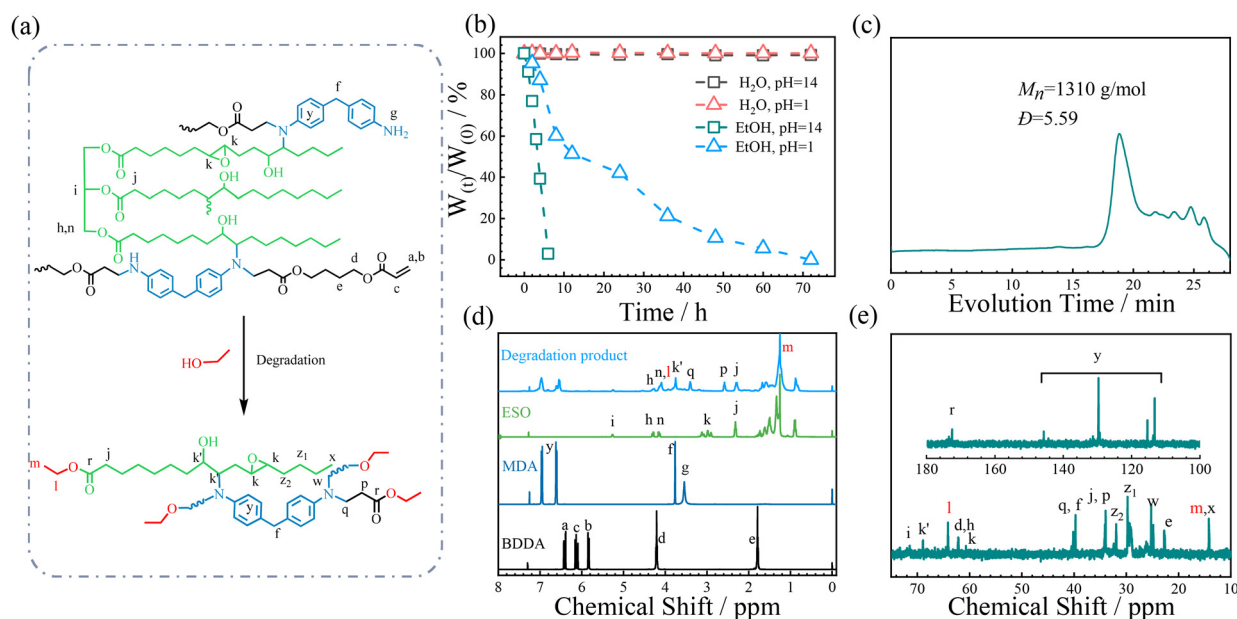 (a)
f
g
O
O
N
y
NH₂
k
O
O
k
O
OH
j
OH
i
O
O
h,n
OH
O
O
O
O
H
N
N
O
O
d
O
a,b
e
O
c
HO
Degradation
OH
m
O
r
j
k'
k
z₁
x
O
l
O
k'
k
z₂
w
O
p
O
N
N
r
O
y
q
O
f
(b)
W(t)/W(0) / %
100
80
60
40
20
0
H₂O, pH=14
H₂O, pH=1
EtOH, pH=14
EtOH, pH=1
0 10 20 30 40 50 60 70
Time / h
(c)
Mn=1310 g/mol
Đ=5.59
0 5 10 15 20 25
Evolution Time / min
(d)
Degradation product
h n,l k' q p j m
ESO
h n k j
MDA
y f g
BDDA
a c b d e
8 7 6 5 4 3 2 1 0
Chemical Shift / ppm
(e)
r
y
180 160 140 120 100
i k' l d,h k q, f j, p z₂ z₁ w e m,x
70 60 50 40 30 20 10
Chemical Shift / ppm